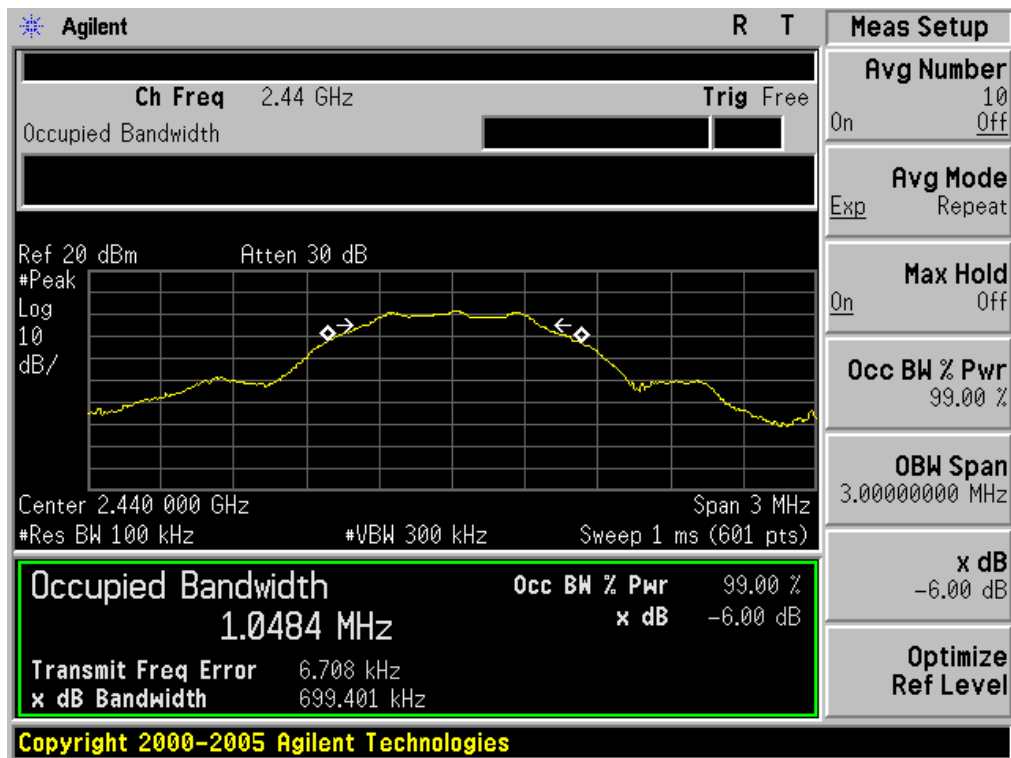 Agilent R T
Ch Freq 2.44 GHz Trig Free
Occupied Bandwidth
Ref 20 dBm Atten 30 dB
#Peak
Log
10
dB/
Center 2.440 000 GHz Span 3 MHz
#Res BW 100 kHz #VBW 300 kHz Sweep 1 ms (601 pts)
Occupied Bandwidth Occ BW % Pwr 99.00 %
1.0484 MHz x dB -6.00 dB
Transmit Freq Error 6.708 kHz
x dB Bandwidth 699.401 kHz
Copyright 2000-2005 Agilent Technologies
Meas Setup
Avg Number
10
On Off
Avg Mode
Exp Repeat
Max Hold
On Off
Occ BW % Pwr
99.00 %
OBW Span
3.00000000 MHz
x dB
-6.00 dB
Optimize
Ref Level